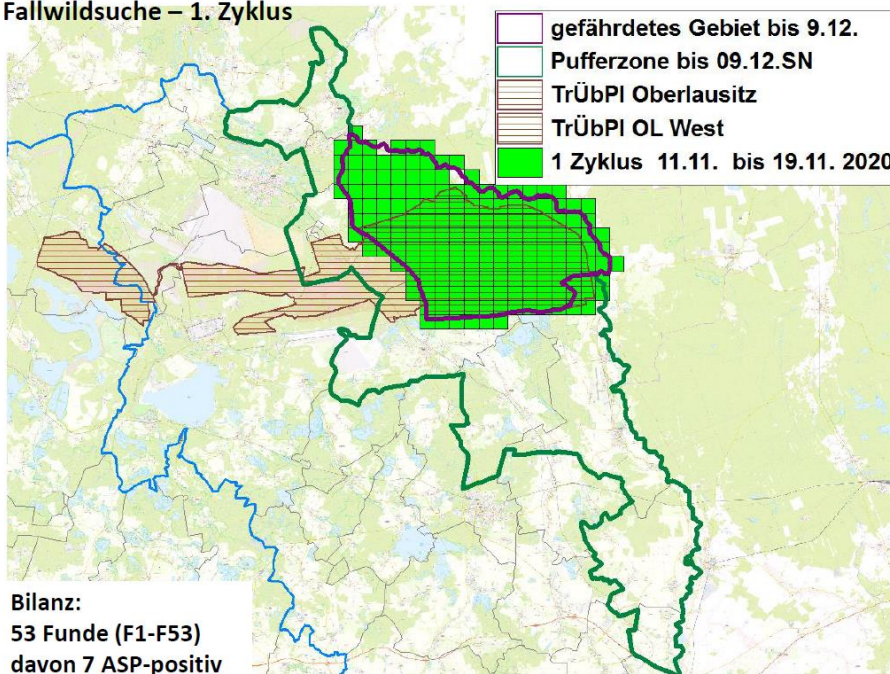 Fallwildsuche – 1. Zyklus
gefährdetes Gebiet bis 9.12.
Pufferzone bis 09.12.SN
TrÜbPl Oberlausitz
TrÜbPl OL West
1 Zyklus 11.11. bis 19.11. 2020
Bilanz:
53 Funde (F1-F53)
davon 7 ASP-positiv